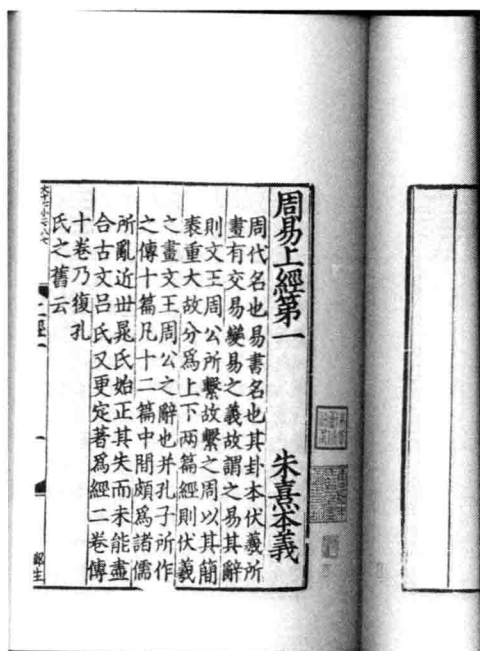 周易上經第一 朱熹本義
周代名也易書名也其卦本伏羲所
畫有交易變易之義故謂之易其辭
則文王周公所繫故繫之周以其簡
袠重大故分爲上下兩篇經則伏羲
之畫文王周公之辭也并孔子所作
之傳十篇凡十二篇中間頗爲諸儒
所亂近世晁氏始正其失而未能盡
合古文呂氏又更定著爲經二卷傳
十卷乃復孔
氏之舊云